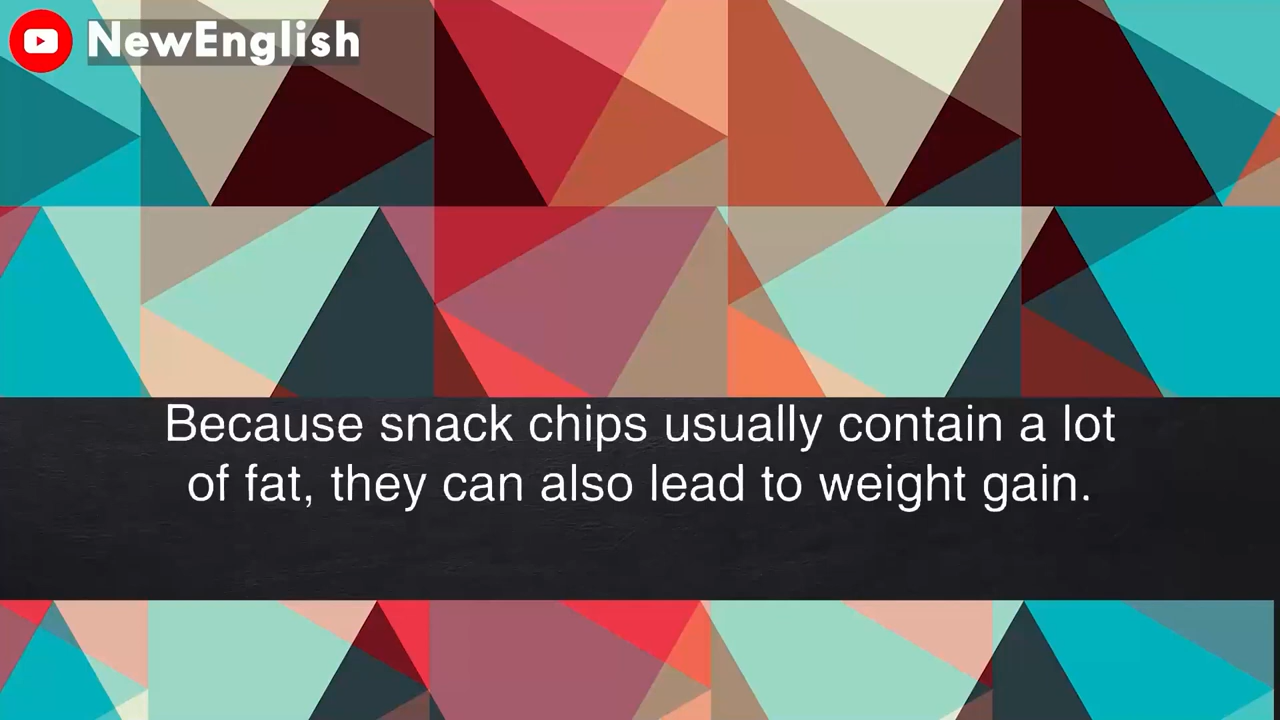 NewEnglish
Because snack chips usually contain a lot
of fat, they can also lead to weight gain.